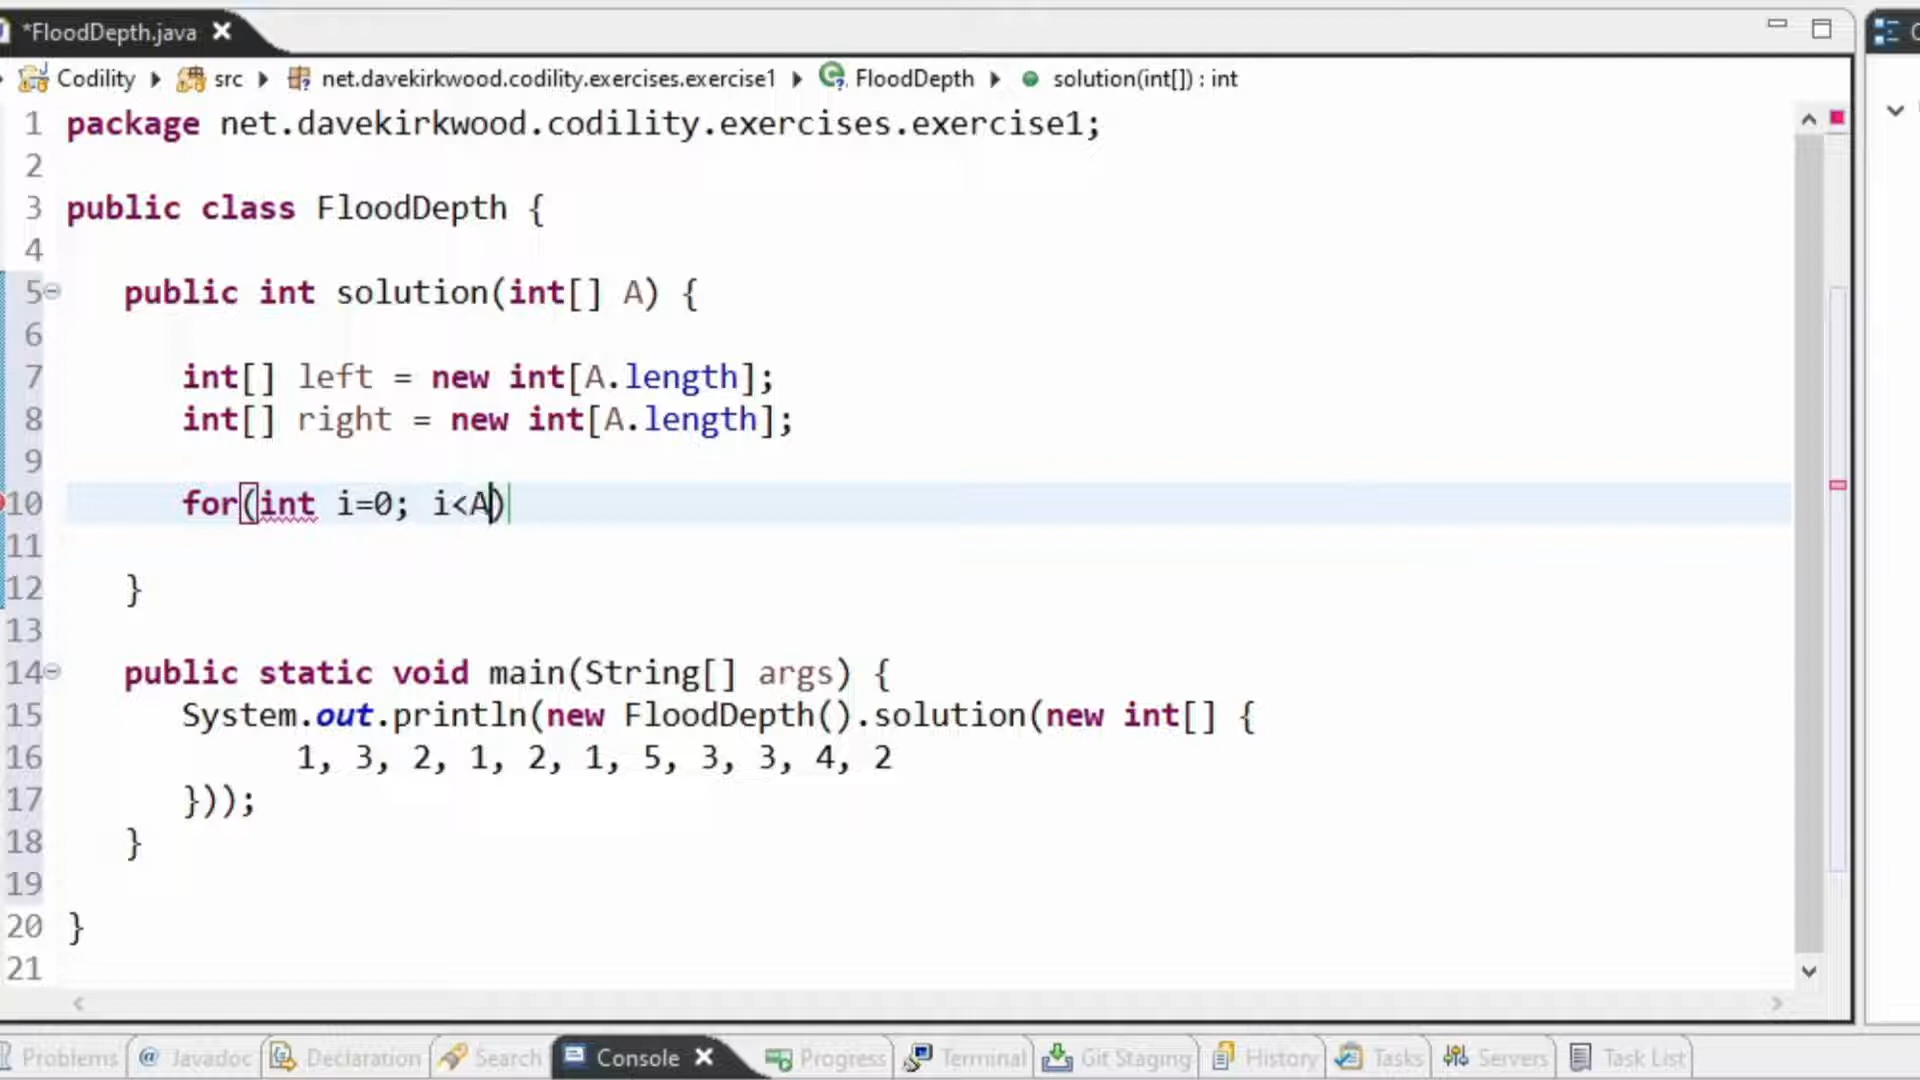 *FloodDepth.java
Codility src net.davekirkwood.codility.exercises.exercise1 FloodDepth solution(int[]) : int
1 package net.davekirkwood.codility.exercises.exercise1;
2
3 public class FloodDepth {
4
5 public int solution(int[] A) {
6
7 int[] left = new int[A.length];
8 int[] right = new int[A.length];
9
10 for(int i=0; i<A)
11
12 }
13
14 public static void main(String[] args) {
15 System.out.println(new FloodDepth().solution(new int[] {
16 1, 3, 2, 1, 2, 1, 5, 3, 3, 4, 2
17 }));
18 }
19
20 }
21
Problems @ Javadoc Declaration Search Console Progress Terminal Git Staging History Tasks Servers Task List